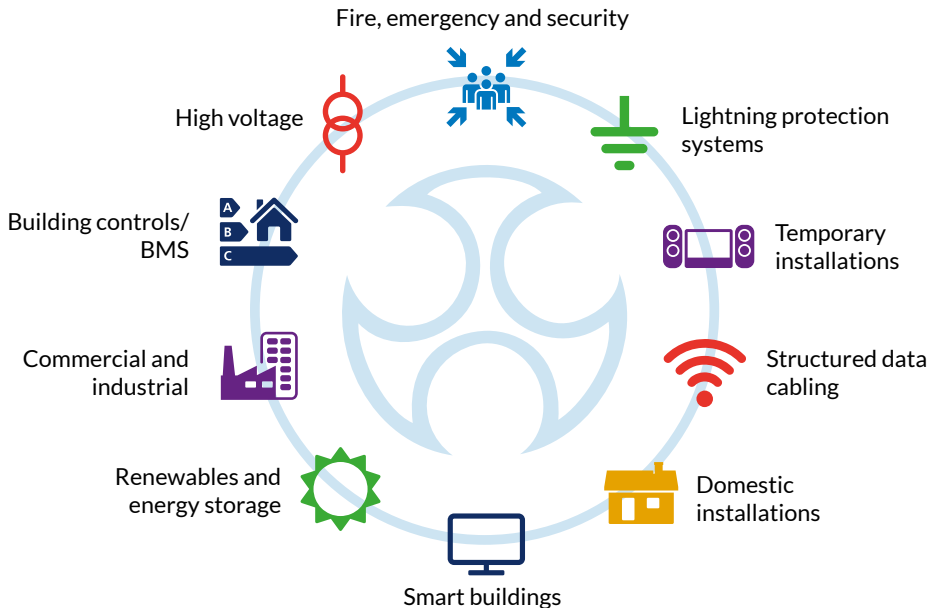 Fire, emergency and security
High voltage
Lightning protection
systems
A
B
C
Building controls/
BMS
Temporary
installations
Commercial and
industrial
Structured data
cabling
Renewables and
energy storage
Domestic
installations
Smart buildings